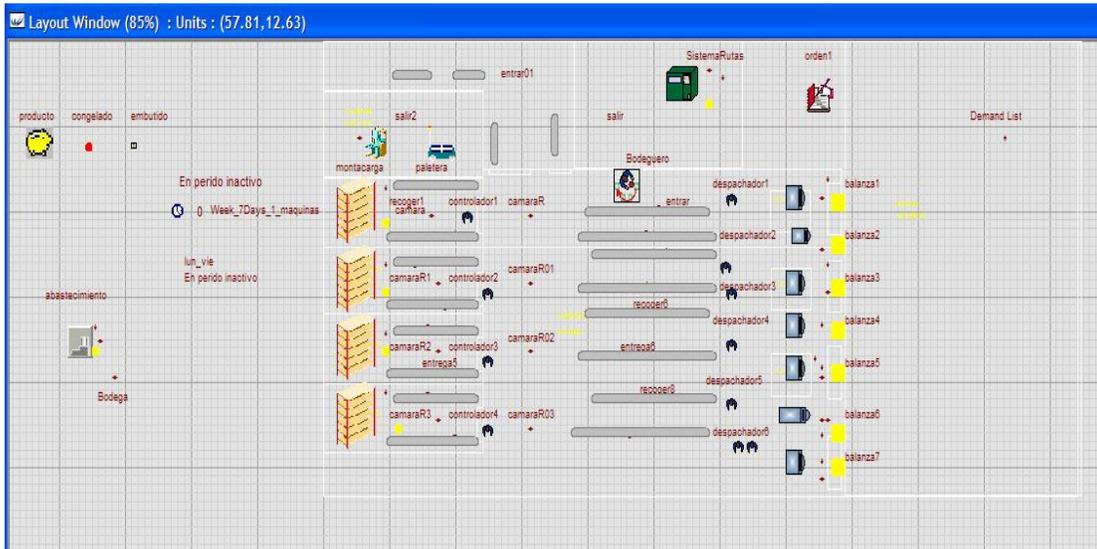 Layout Window (85%) : Units : (57.81,12.63)
SistemaRutas
orden1
entrar01
producto
congelado
embutido
salir2
salir
Demand List
montacarga
paletera
Bodeguero
En perido inactivo
despachador1
balanza1
0 Week_7Days_1_maquinas
recoger1
controlador1
camara
camaraR
entrar
despachador2
balanza2
lun_vie
En perido inactivo
camaraR1
controlador2
camaraR01
despachador3
balanza3
abastecimiento
recoger6
despachador4
balanza4
camaraR2
controlador3
camaraR02
entrega6
entrega5
balanza5
despachador5
recoger8
Bodega
camaraR3
controlador4
camaraR03
balanza6
despachador6
balanza7